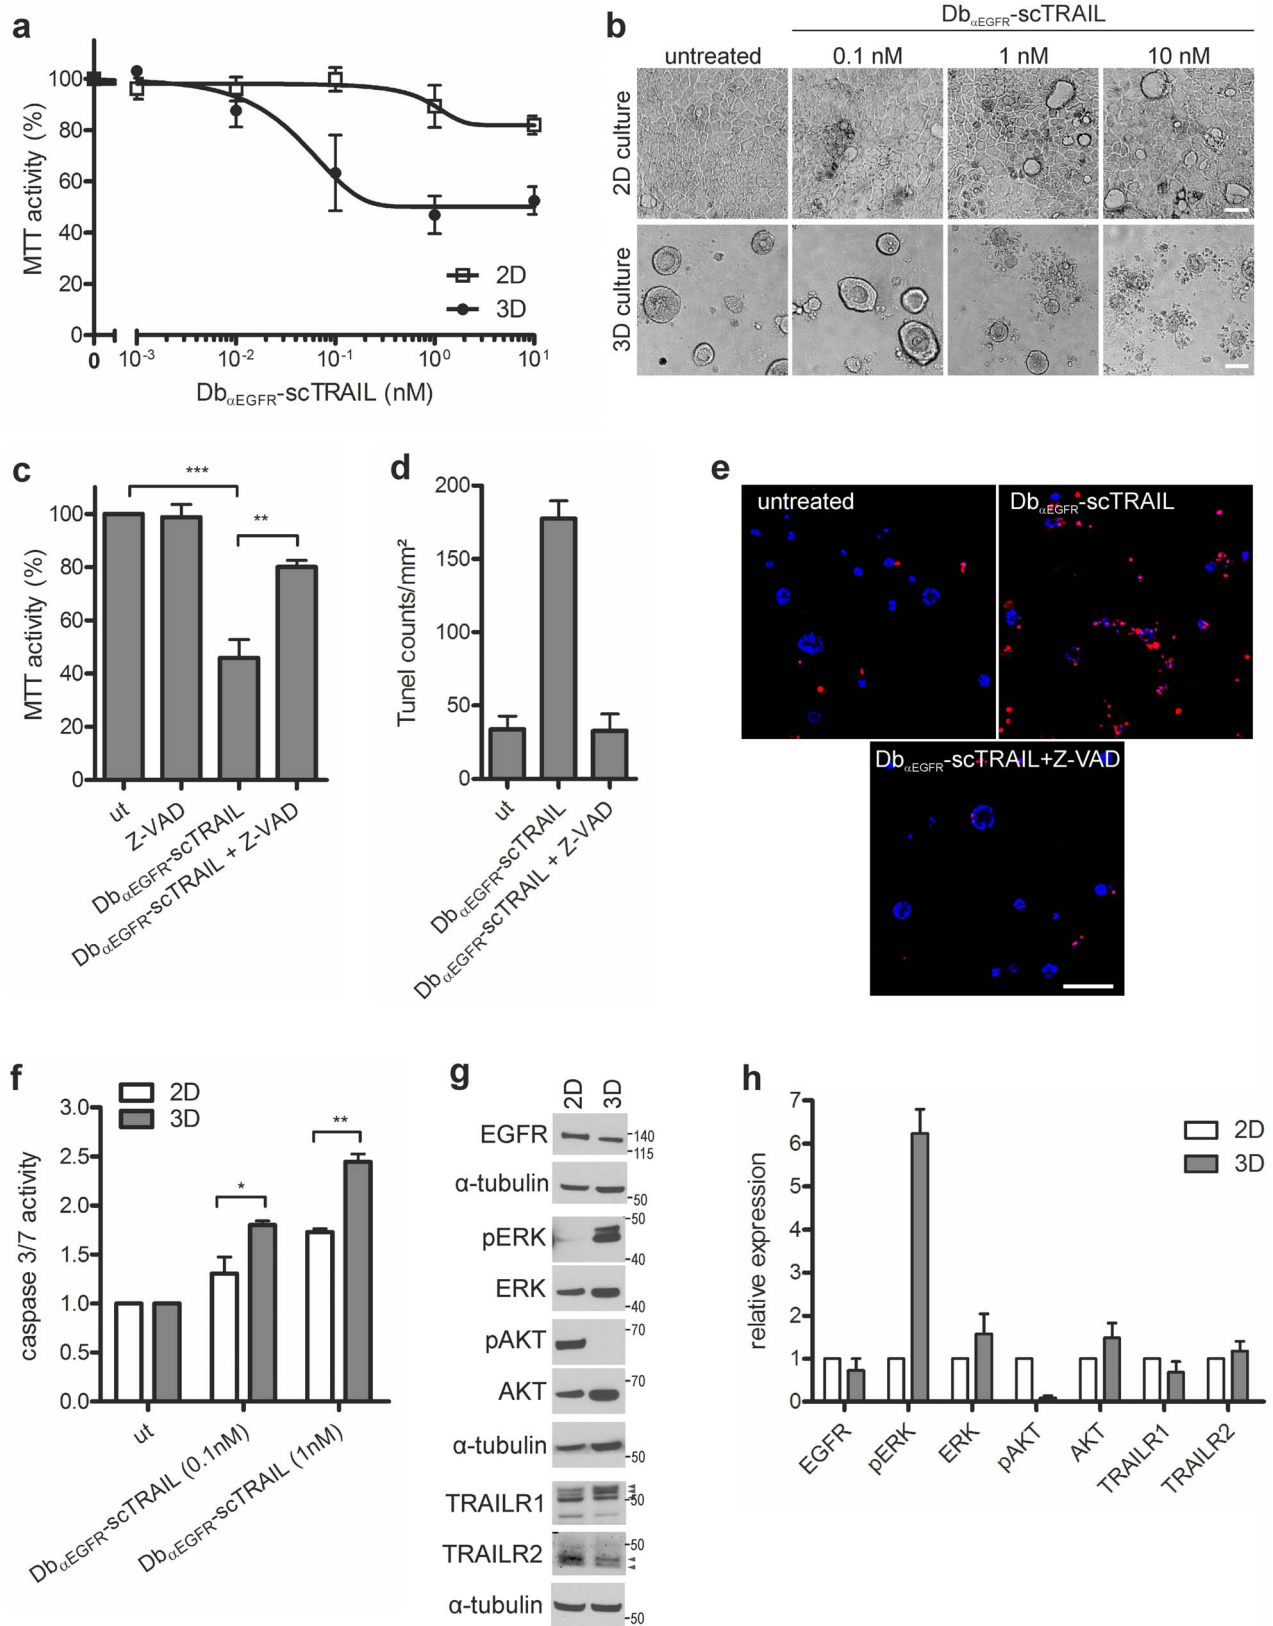 a
MTT activity (%)
100
80
60
40
20
0
0 10-3 10-2 10-1 100 101
DbαEGFR-scTRAIL (nM)
2D
3D
b
DbαEGFR-scTRAIL
untreated 0.1 nM 1 nM 10 nM
2D culture
3D culture
c
MTT activity (%)
100
80
60
40
20
0
***
**
ut
Z-VAD
DbαEGFR-scTRAIL
DbαEGFR-scTRAIL + Z-VAD
d
Tunel counts/mm²
200
150
100
50
0
ut
DbαEGFR-scTRAIL
DbαEGFR-scTRAIL + Z-VAD
e
untreated
DbαEGFR-scTRAIL
DbαEGFR-scTRAIL+Z-VAD
f
2D
3D
caspase 3/7 activity
3.0
2.5
2.0
1.5
1.0
0.5
0.0
*
**
ut
DbαEGFR-scTRAIL (0.1nM)
DbαEGFR-scTRAIL (1nM)
g
2D 3D
EGFR -140
-115
α-tubulin
-50
pERK -50
-40
ERK
-40
pAKT -70
AKT -70
α-tubulin
-50
TRAILR1 -50
TRAILR2 -50
α-tubulin
-50
h
relative expression
7
6
5
4
3
2
1
0
2D
3D
EGFR
pERK
ERK
pAKT
AKT
TRAILR1
TRAILR2